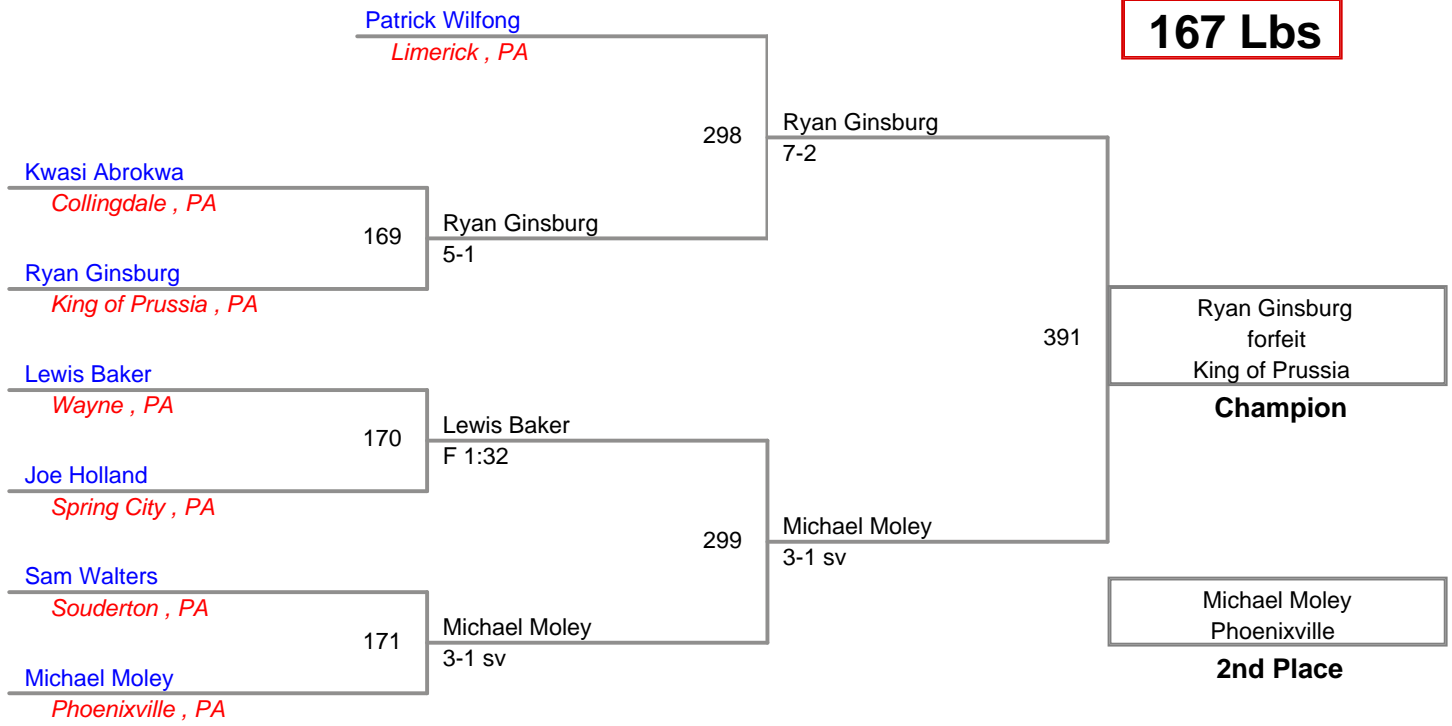 Patrick Wilfong
Limerick , PA
167 Lbs
298
Ryan Ginsburg
7-2
Kwasi Abrokwa
Collingdale , PA
169
Ryan Ginsburg
5-1
Ryan Ginsburg
King of Prussia , PA
391
Ryan Ginsburg
forfeit
King of Prussia
Champion
Lewis Baker
Wayne , PA
170
Lewis Baker
F 1:32
Joe Holland
Spring City , PA
299
Michael Moley
3-1 sv
Sam Walters
Souderton , PA
171
Michael Moley
3-1 sv
Michael Moley
Phoenixville , PA
Michael Moley
Phoenixville
2nd Place